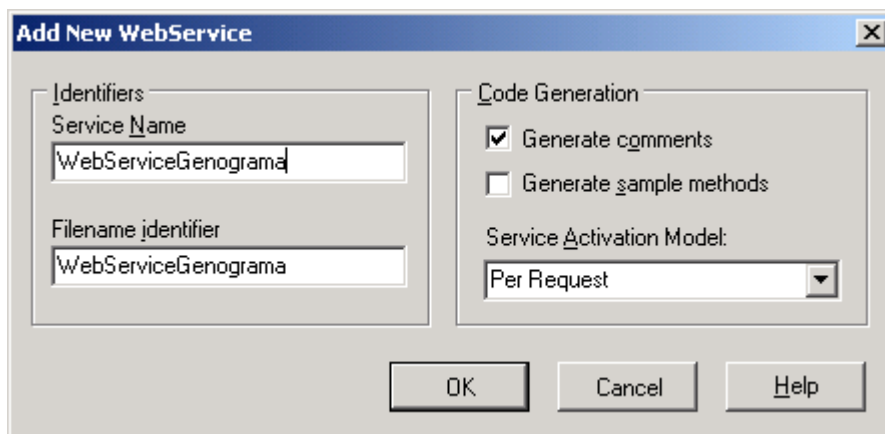 Add New WebService
Identifiers
Service Name
WebServiceGenograma
Filename identifier
WebServiceGenograma
Code Generation
Generate comments
Generate sample methods
Service Activation Model:
Per Request
OK
Cancel
Help